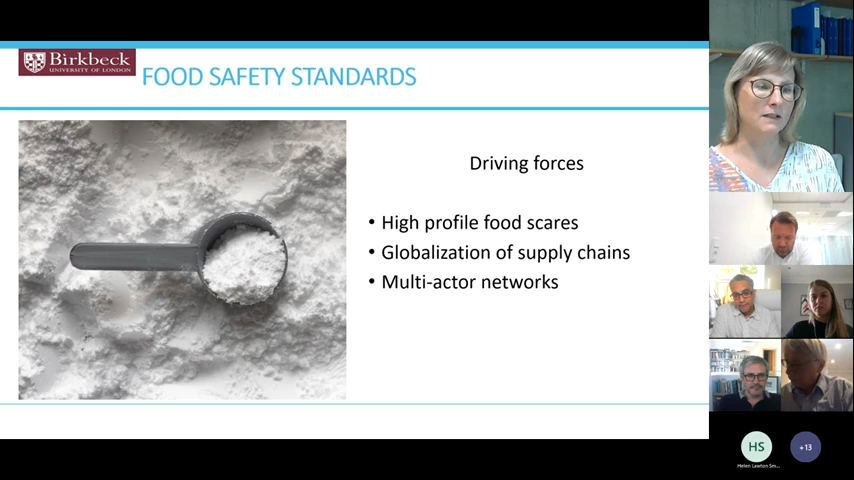 Birkbeck
UNIVERSITY OF LONDON
FOOD SAFETY STANDARDS
Driving forces
• High profile food scares
• Globalization of supply chains
• Multi-actor networks
HS
+13
Helen Lawton Sm...